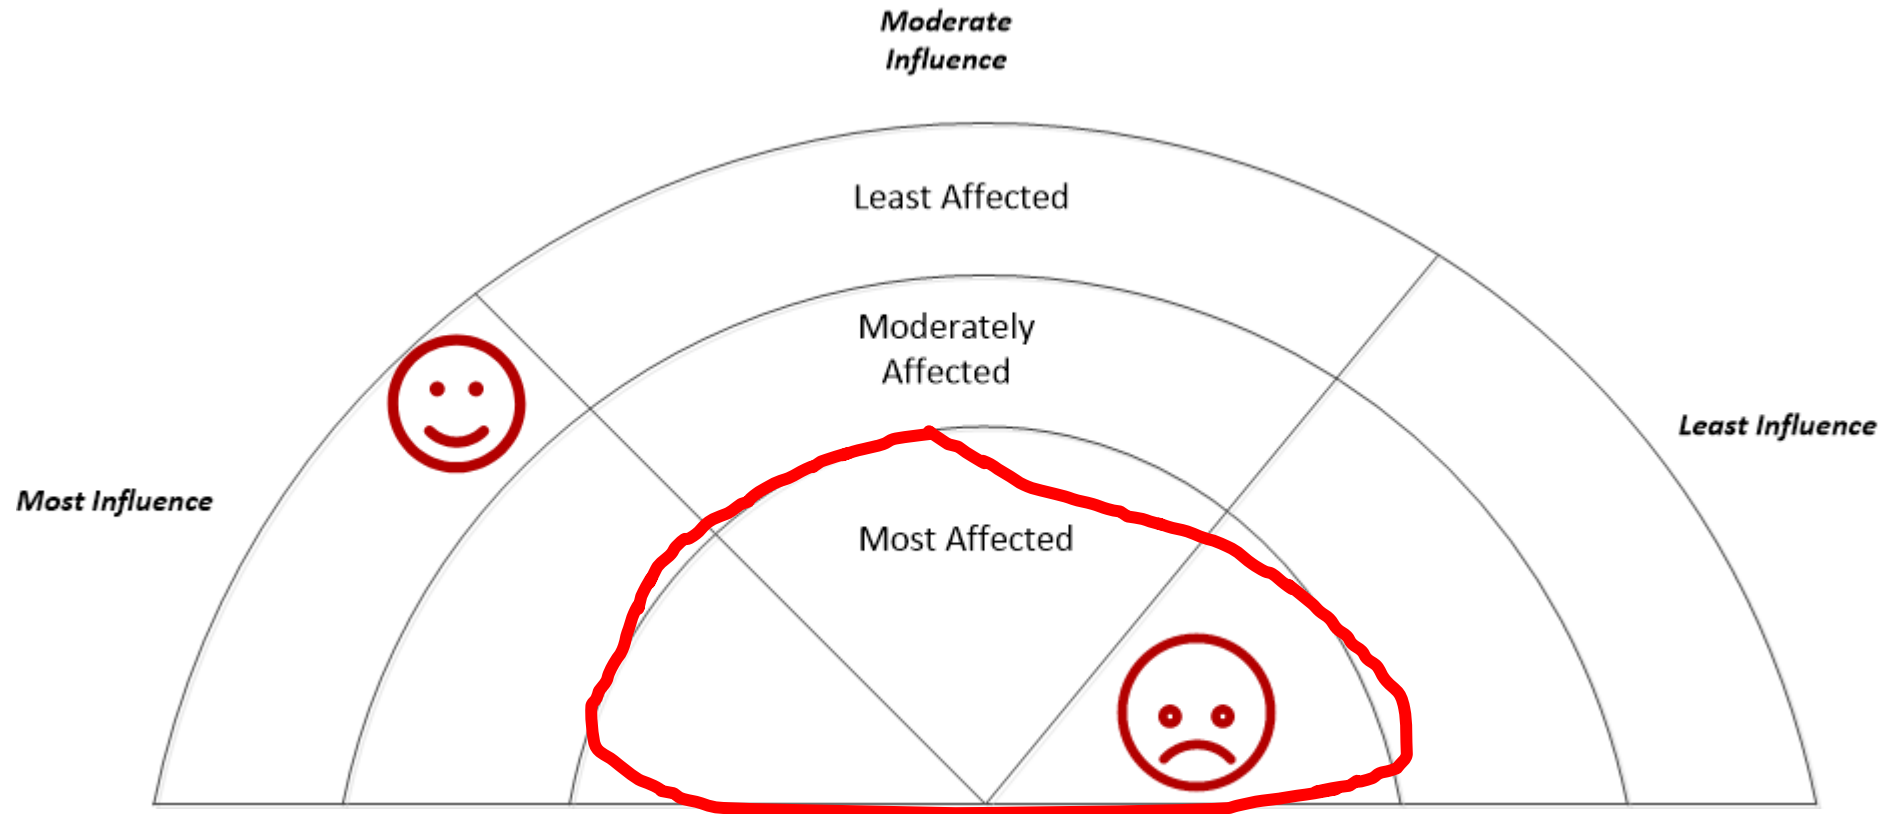 Moderate
Influence
Least Affected
Moderately
Affected
Least Influence
Most Influence
Most Affected